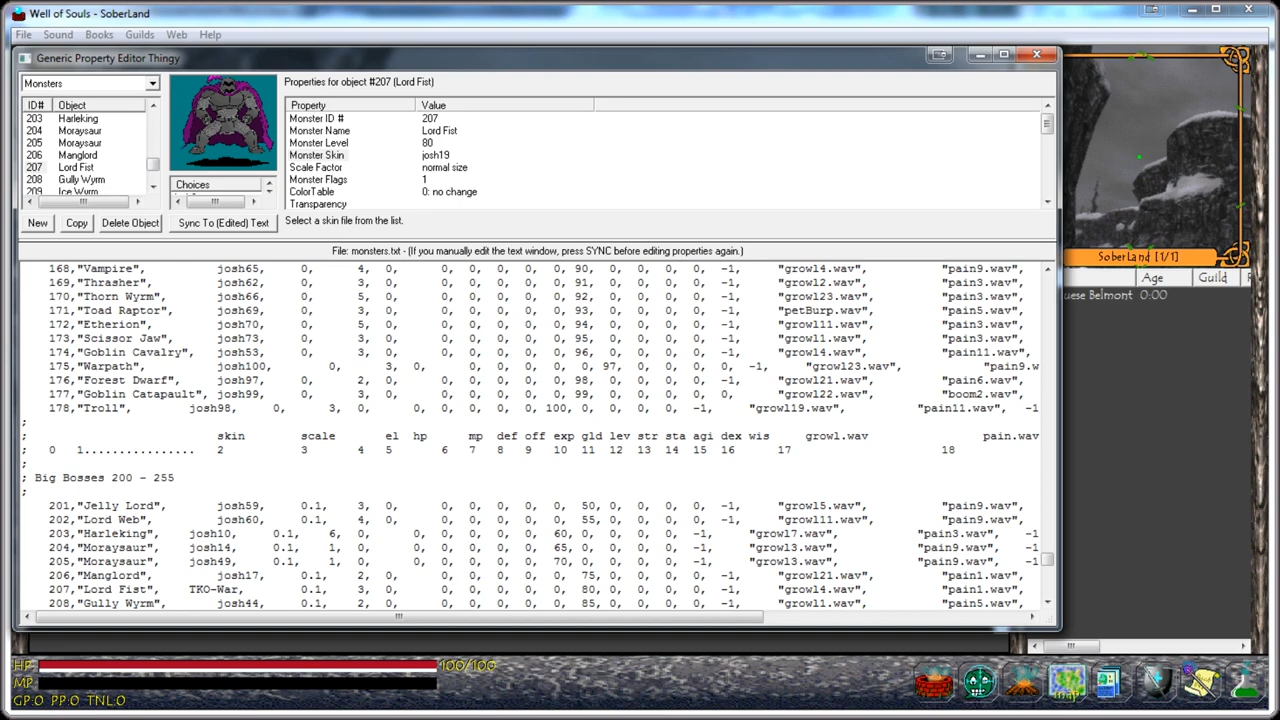 Well of Souls - SoberLand
File Sound Books Guilds Web Help
Generic Property Editor Thingy
Monsters
ID# Object
203 Harleking
204 Moraysaur
205 Moraysaur
206 Manglord
207 Lord Fist
208 Gully Wyrm
209 Ice Wyrm
Choices
New Copy Delete Object Sync To (Edited) Text
Properties for object #207 (Lord Fist)
Property Value
Monster ID # 207
Monster Name Lord Fist
Monster Level 80
Monster Skin josh19
Scale Factor normal size
Monster Flags 1
ColorTable 0: no change
Transparency
Select a skin file from the list.
File: monsters.txt - (If you manually edit the text window, press SYNC before editing properties again.)
168,"Vampire", josh65, 0, 4, 0, 0, 0, 0, 0, 0, 90, 0, 0, 0, 0, -1, "growl4.wav", "pain9.wav",
169,"Thrasher", josh62, 0, 3, 0, 0, 0, 0, 0, 0, 91, 0, 0, 0, 0, -1, "growl2.wav", "pain3.wav",
170,"Thorn Wyrm", josh66, 0, 5, 0, 0, 0, 0, 0, 0, 92, 0, 0, 0, 0, -1, "growl23.wav", "pain3.wav",
171,"Toad Raptor", josh69, 0, 3, 0, 0, 0, 0, 0, 0, 93, 0, 0, 0, 0, -1, "petBurp.wav", "pain5.wav",
172,"Etherion", josh70, 0, 5, 0, 0, 0, 0, 0, 0, 94, 0, 0, 0, 0, -1, "growl11.wav", "pain3.wav",
173,"Scissor Jaw", josh73, 0, 3, 0, 0, 0, 0, 0, 0, 95, 0, 0, 0, 0, -1, "growl1.wav", "pain3.wav",
174,"Goblin Cavalry", josh53, 0, 3, 0, 0, 0, 0, 0, 0, 96, 0, 0, 0, 0, -1, "growl4.wav", "pain11.wav",
175,"Warpath", josh100, 0, 3, 0, 0, 0, 0, 0, 0, 97, 0, 0, 0, 0, -1, "growl23.wav", "pain9.w
176,"Forest Dwarf", josh97, 0, 2, 0, 0, 0, 0, 0, 0, 98, 0, 0, 0, 0, -1, "growl21.wav", "pain6.wav",
177,"Goblin Catapault", josh99, 0, 3, 0, 0, 0, 0, 0, 0, 99, 0, 0, 0, 0, -1, "growl22.wav", "boom2.wav",
178,"Troll", josh98, 0, 3, 0, 0, 0, 0, 0, 0, 100, 0, 0, 0, 0, -1, "growl19.wav", "pain11.wav", -1
;
; skin scale el hp mp def off exp gld lev str sta agi dex wis growl.wav pain.wav
; 0 1................ 2 3 4 5 6 7 8 9 10 11 12 13 14 15 16 17 18
;
; Big Bosses 200 - 255
;
201,"Jelly Lord", josh59, 0.1, 3, 0, 0, 0, 0, 0, 0, 50, 0, 0, 0, 0, -1, "growl5.wav", "pain9.wav",
202,"Lord Web", josh60, 0.1, 4, 0, 0, 0, 0, 0, 0, 55, 0, 0, 0, 0, -1, "growl11.wav", "pain9.wav",
203,"Harleking", josh10, 0.1, 6, 0, 0, 0, 0, 0, 0, 60, 0, 0, 0, 0, -1, "growl7.wav", "pain3.wav", -1
204,"Moraysaur", josh14, 0.1, 1, 0, 0, 0, 0, 0, 0, 65, 0, 0, 0, 0, -1, "growl3.wav", "pain9.wav", -1
205,"Moraysaur", josh49, 0.1, 1, 0, 0, 0, 0, 0, 0, 70, 0, 0, 0, 0, -1, "growl3.wav", "pain9.wav", -1
206,"Manglord", josh17, 0.1, 2, 0, 0, 0, 0, 0, 0, 75, 0, 0, 0, 0, -1, "growl21.wav", "pain1.wav",
207,"Lord Fist", TKO-War, 0.1, 3, 0, 0, 0, 0, 0, 0, 80, 0, 0, 0, 0, -1, "growl4.wav", "pain1.wav",
208,"Gully Wyrm", josh44, 0.1, 2, 0, 0, 0, 0, 0, 0, 85, 0, 0, 0, 0, -1, "growl1.wav", "pain5.wav",
SoberLand [1/1]
Age Guild
uese Belmont 0:00
HP 100/100
MP
GP:0 PP:0 TNL:0
map